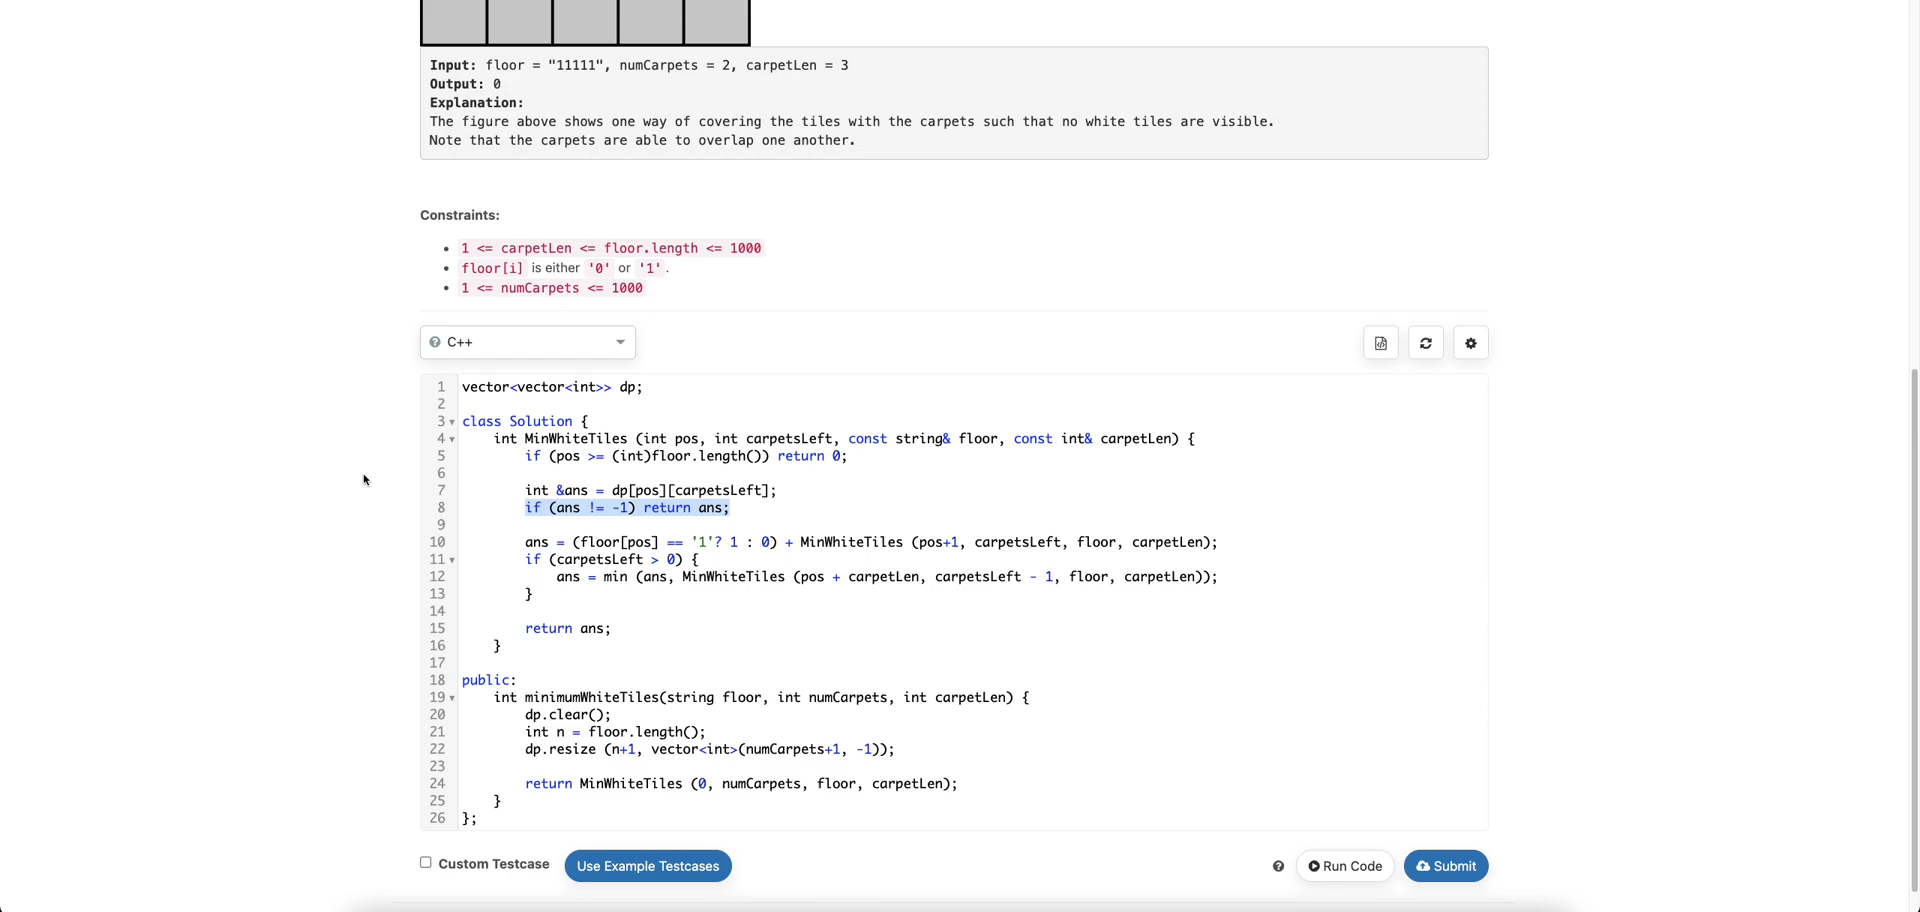 Input: floor = "11111", numCarpets = 2, carpetLen = 3
Output: 0
Explanation:
The figure above shows one way of covering the tiles with the carpets such that no white tiles are visible.
Note that the carpets are able to overlap one another.
Constraints:
1 <= carpetLen <= floor.length <= 1000
floor[i] is either '0' or '1'.
1 <= numCarpets <= 1000
C++
1 vector<vector<int>> dp;
2
3 class Solution {
4 int MinWhiteTiles (int pos, int carpetsLeft, const string& floor, const int& carpetLen) {
5 if (pos >= (int)floor.length()) return 0;
6
7 int &ans = dp[pos][carpetsLeft];
8 if (ans != -1) return ans;
9
10 ans = (floor[pos] == '1'? 1 : 0) + MinWhiteTiles (pos+1, carpetsLeft, floor, carpetLen);
11 if (carpetsLeft > 0) {
12 ans = min (ans, MinWhiteTiles (pos + carpetLen, carpetsLeft - 1, floor, carpetLen));
13 }
14
15 return ans;
16 }
17
18 public:
19 int minimumWhiteTiles(string floor, int numCarpets, int carpetLen) {
20 dp.clear();
21 int n = floor.length();
22 dp.resize (n+1, vector<int>(numCarpets+1, -1));
23
24 return MinWhiteTiles (0, numCarpets, floor, carpetLen);
25 }
26 };
Custom Testcase Use Example Testcases Run Code Submit